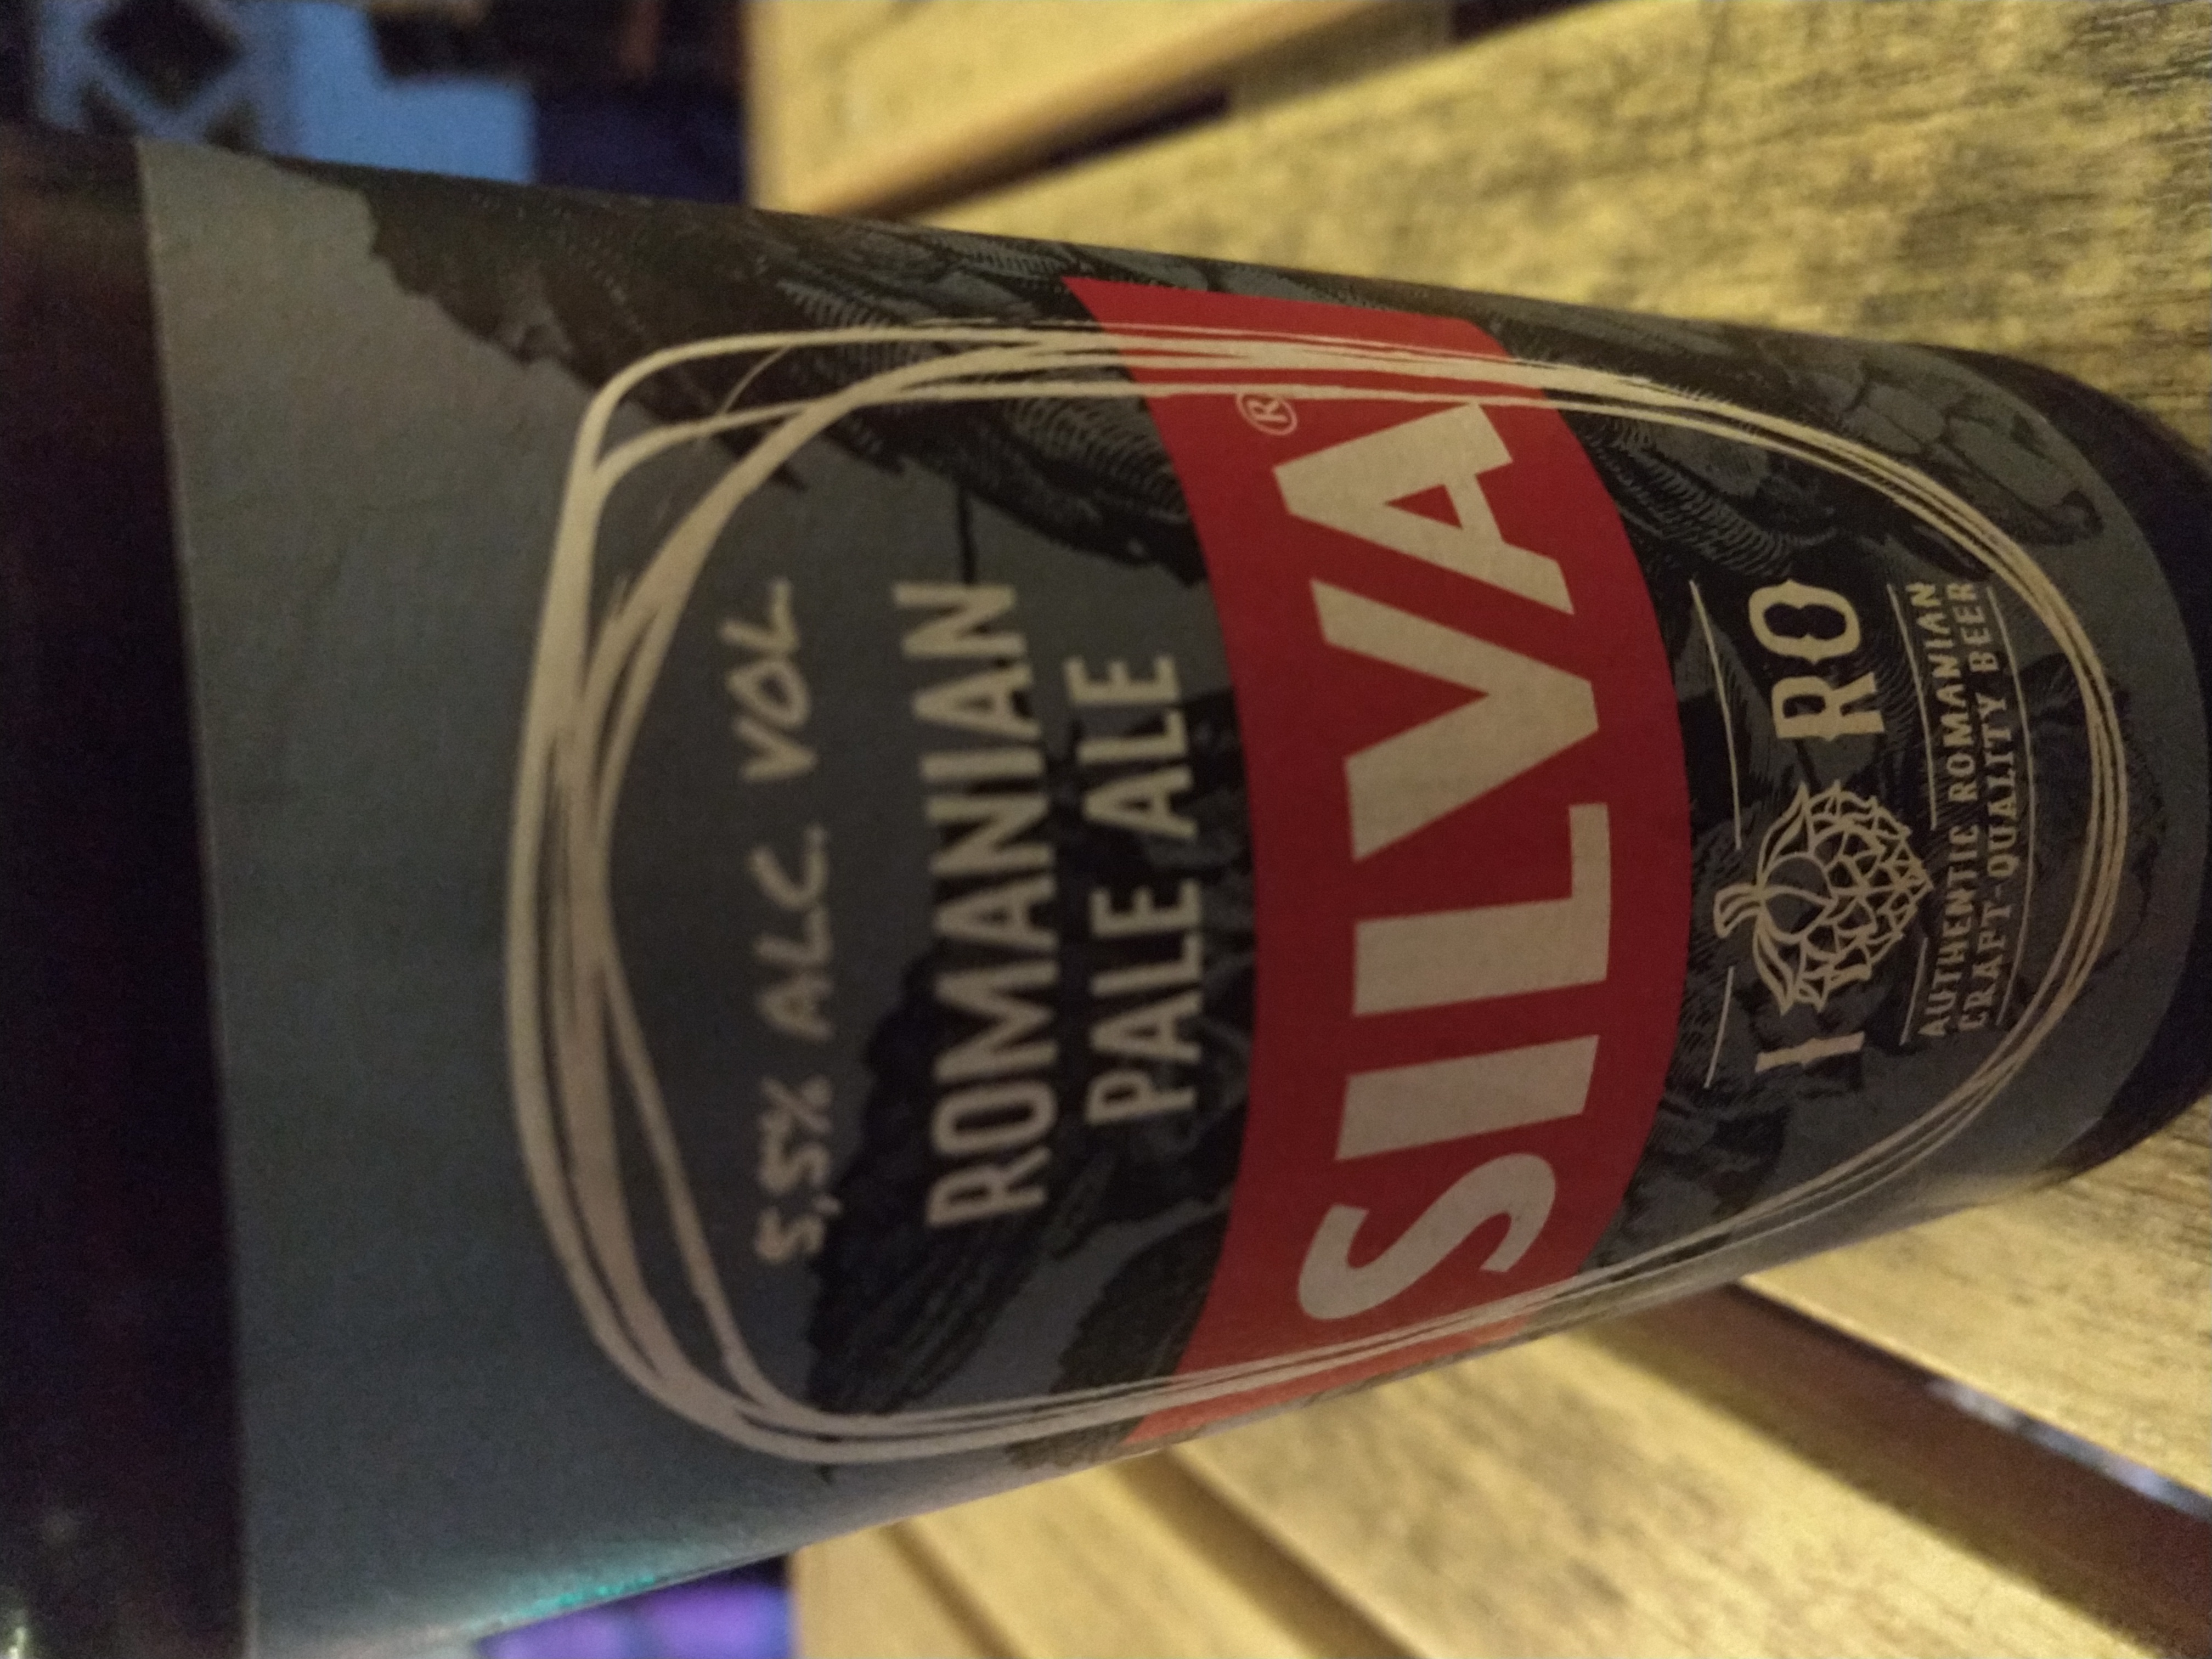 5,5% ALC. VOL.
ROMANIAN
PALE ALE
SILVA®
I RO
AUTHENTIC ROMANIAN
CRAFT-QUALITY BEER